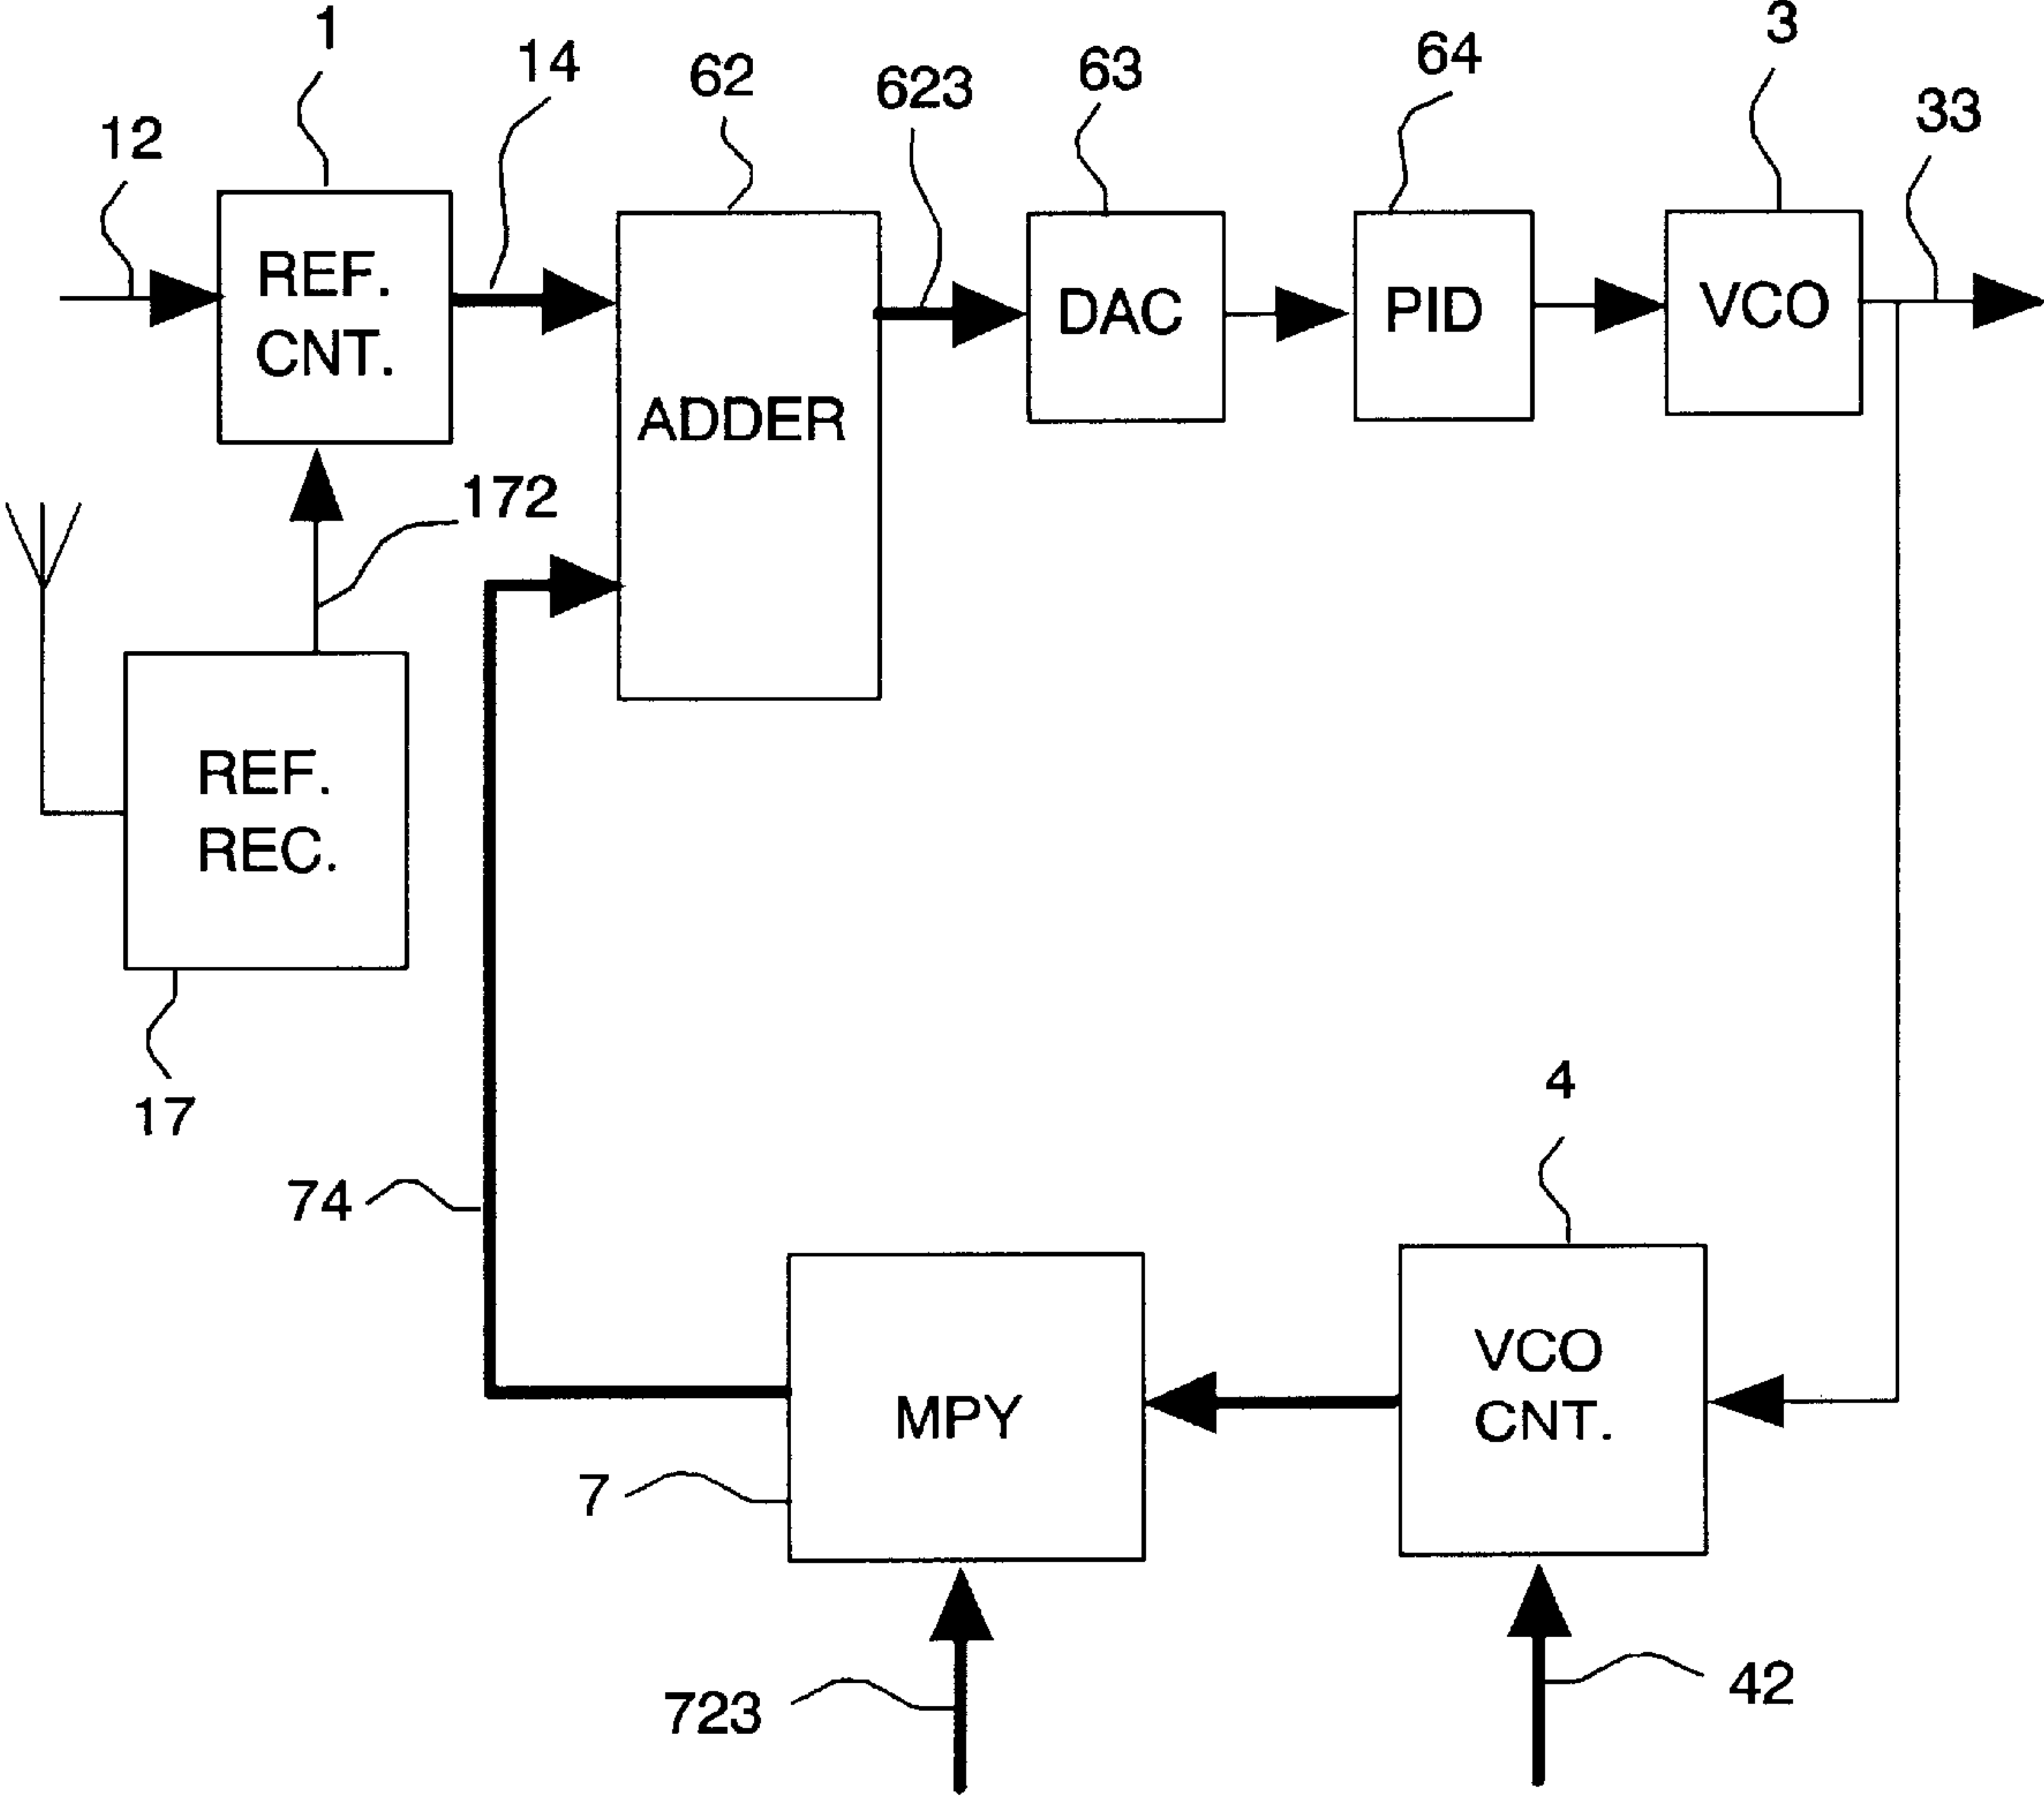 1
14
62
623
63
64
3
33
12
REF.
CNT.
ADDER
DAC
PID
VCO
172
REF.
REC.
17
74
4
VCO
CNT.
MPY
7
723
42